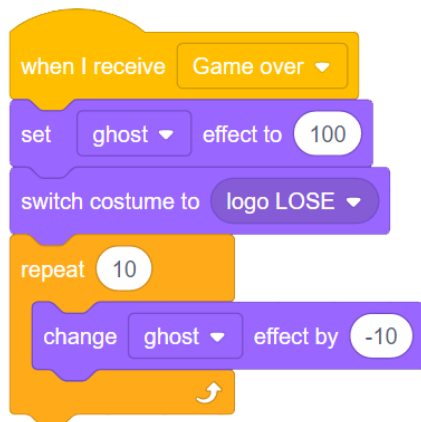 when I receive Game over
set ghost effect to 100
switch costume to logo LOSE
repeat 10
change ghost effect by -10